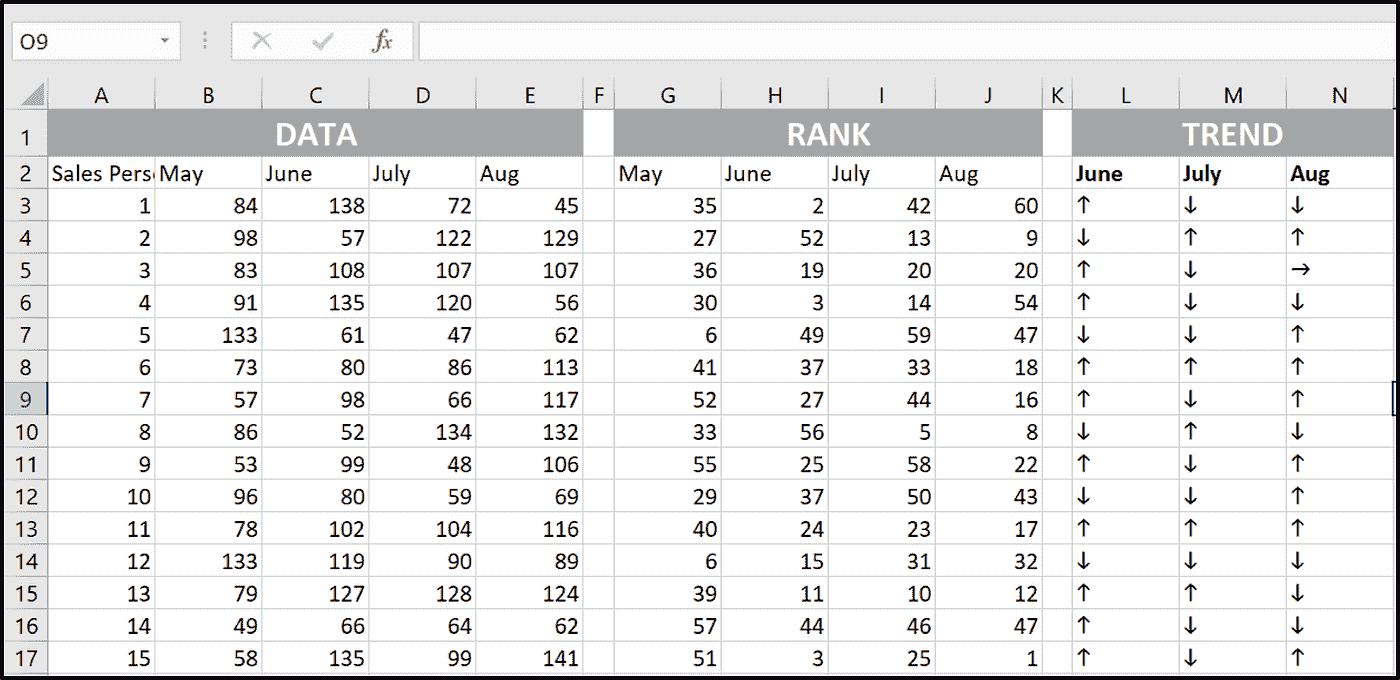 O9 fx
A B C D E F G H I J K L M N
1 DATA RANK TREND
2 Sales Pers May June July Aug May June July Aug June July Aug
3 1 84 138 72 45 35 2 42 60 ↑ ↓ ↓
4 2 98 57 122 129 27 52 13 9 ↓ ↑ ↑
5 3 83 108 107 107 36 19 20 20 ↑ ↓ →
6 4 91 135 120 56 30 3 14 54 ↑ ↓ ↓
7 5 133 61 47 62 6 49 59 47 ↓ ↓ ↑
8 6 73 80 86 113 41 37 33 18 ↑ ↑ ↑
9 7 57 98 66 117 52 27 44 16 ↑ ↓ ↑
10 8 86 52 134 132 33 56 5 8 ↓ ↑ ↓
11 9 53 99 48 106 55 25 58 22 ↑ ↓ ↑
12 10 96 80 59 69 29 37 50 43 ↓ ↓ ↑
13 11 78 102 104 116 40 24 23 17 ↑ ↑ ↑
14 12 133 119 90 89 6 15 31 32 ↓ ↓ ↓
15 13 79 127 128 124 39 11 10 12 ↑ ↑ ↓
16 14 49 66 64 62 57 44 46 47 ↑ ↓ ↓
17 15 58 135 99 141 51 3 25 1 ↑ ↓ ↑